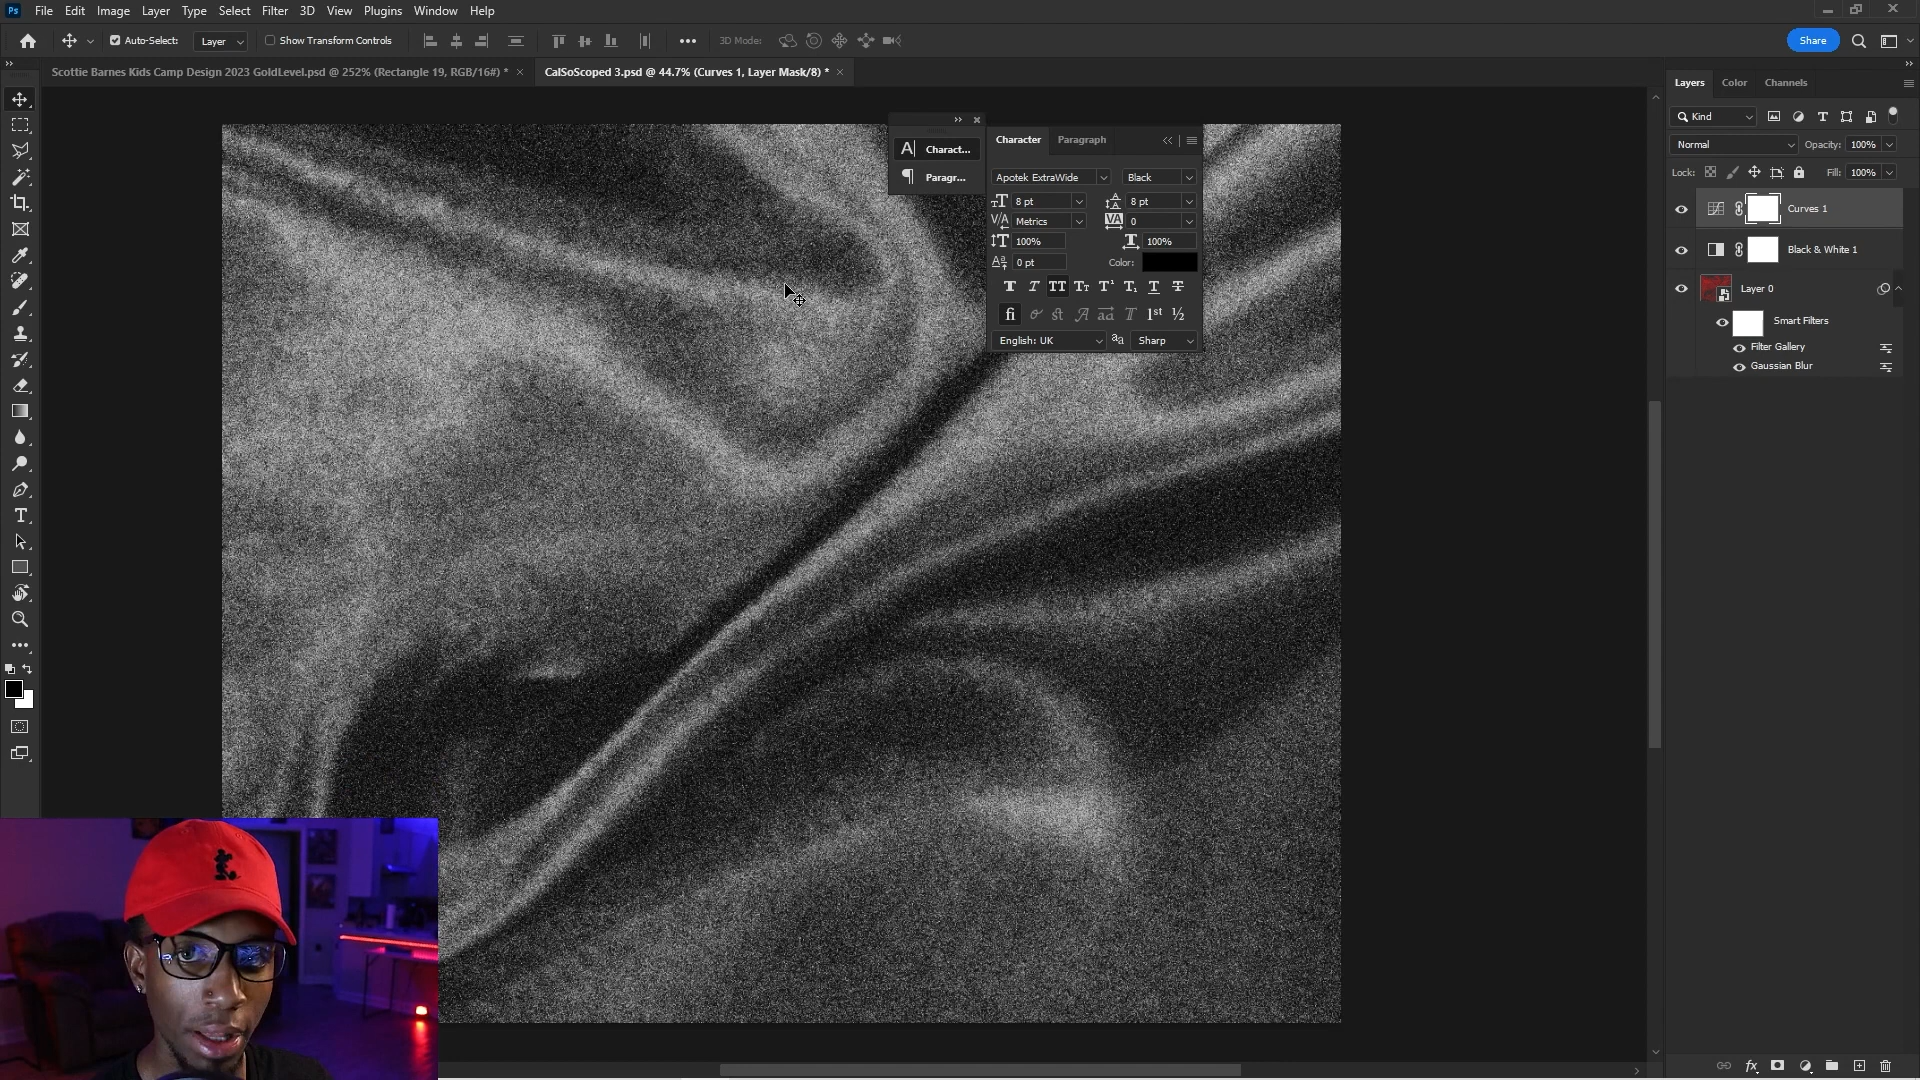 Ps File Edit Image Layer Type Select Filter 3D View Plugins Window Help
Auto-Select: Layer Show Transform Controls 3D Mode: Share
Scottie Barnes Kids Camp Design 2023 GoldLevel.psd @ 252% (Rectangle 19, RGB/16#) * CalSoScoped 3.psd @ 44.7% (Curves 1, Layer Mask/8) *
Charact...
Paragr...
Character Paragraph
Apotek ExtraWide Black
8 pt 8 pt
Metrics 0
100% 100%
0 pt Color:
English: UK Sharp
Layers Color Channels
Kind
Normal Opacity: 100%
Lock: Fill: 100%
Curves 1
Black & White 1
Layer 0
Smart Filters
Filter Gallery
Gaussian Blur